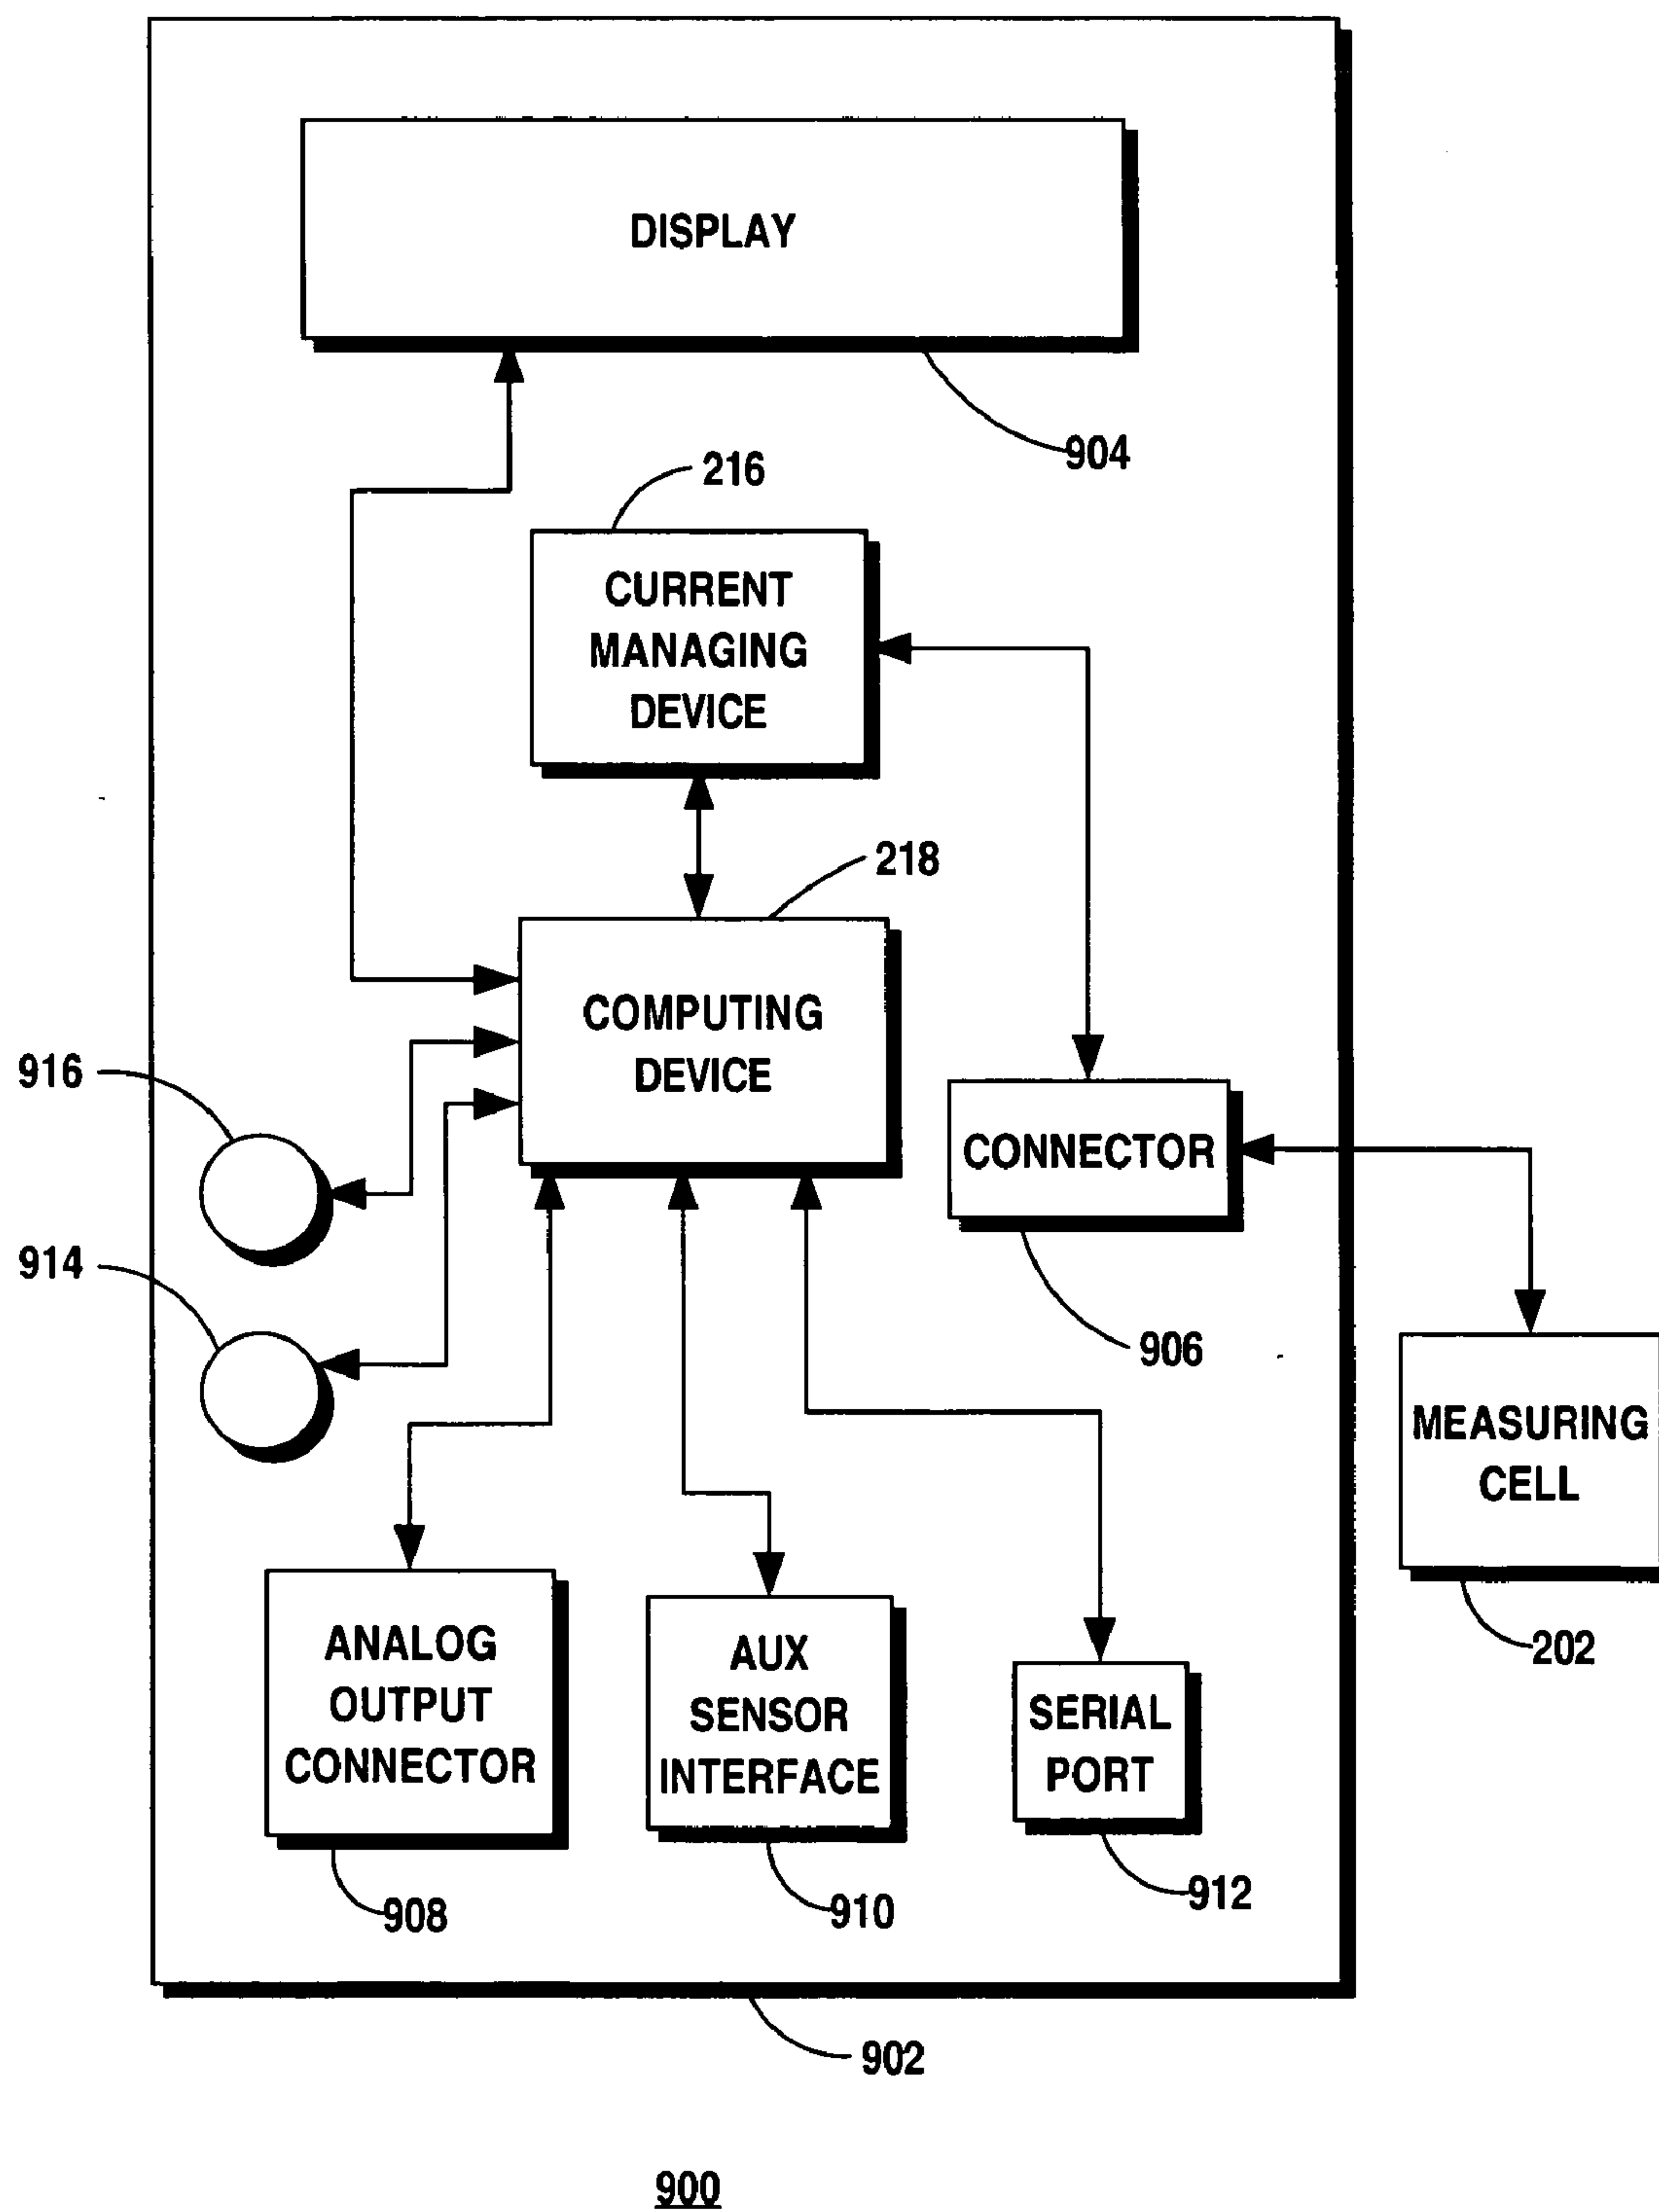 DISPLAY
904
216
CURRENT
MANAGING
DEVICE
218
COMPUTING
DEVICE
916
CONNECTOR
914
906
MEASURING
CELL
202
ANALOG
OUTPUT
CONNECTOR
908
AUX
SENSOR
INTERFACE
910
SERIAL
PORT
912
902
900